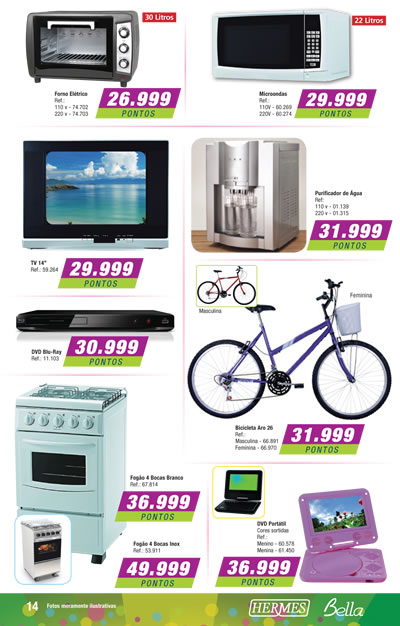 30 Litros
Forno Elétrico
Ref.:
110 v - 74.702
220 v - 74.703
26.999
PONTOS
22 Litros
Microondas
Ref.:
110V - 60.269
220V - 60.274
29.999
PONTOS
TV 14"
Ref.: 59.264
29.999
PONTOS
Purificador de Água
Ref.:
110 v - 01.139
220 v - 01.315
31.999
PONTOS
DVD Blu-Ray
Ref.: 11.103
30.999
PONTOS
Masculina
Feminina
Bicicleta Aro 26
Ref.:
Masculina - 66.891
Feminina - 66.970
31.999
PONTOS
Fogão 4 Bocas Branco
Ref.: 67.814
36.999
PONTOS
Fogão 4 Bocas Inox
Ref.: 53.911
49.999
PONTOS
DVD Portátil
Cores sortidas
Ref.:
Menino - 60.578
Menina - 61.450
36.999
PONTOS
14
Fotos meramente ilustrativas
HERMES
Bella